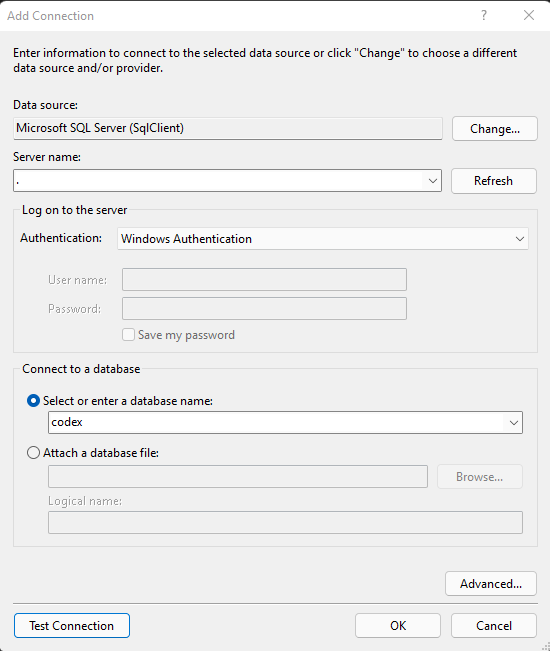 Add Connection
?
Enter information to connect to the selected data source or click "Change" to choose a different
data source and/or provider.
Data source:
Microsoft SQL Server (SqlClient)
Change...
Server name:
.
Refresh
Log on to the server
Authentication:
Windows Authentication
User name:
Password:
Save my password
Connect to a database
Select or enter a database name:
codex
Attach a database file:
Browse...
Logical name:
Advanced...
Test Connection
OK
Cancel